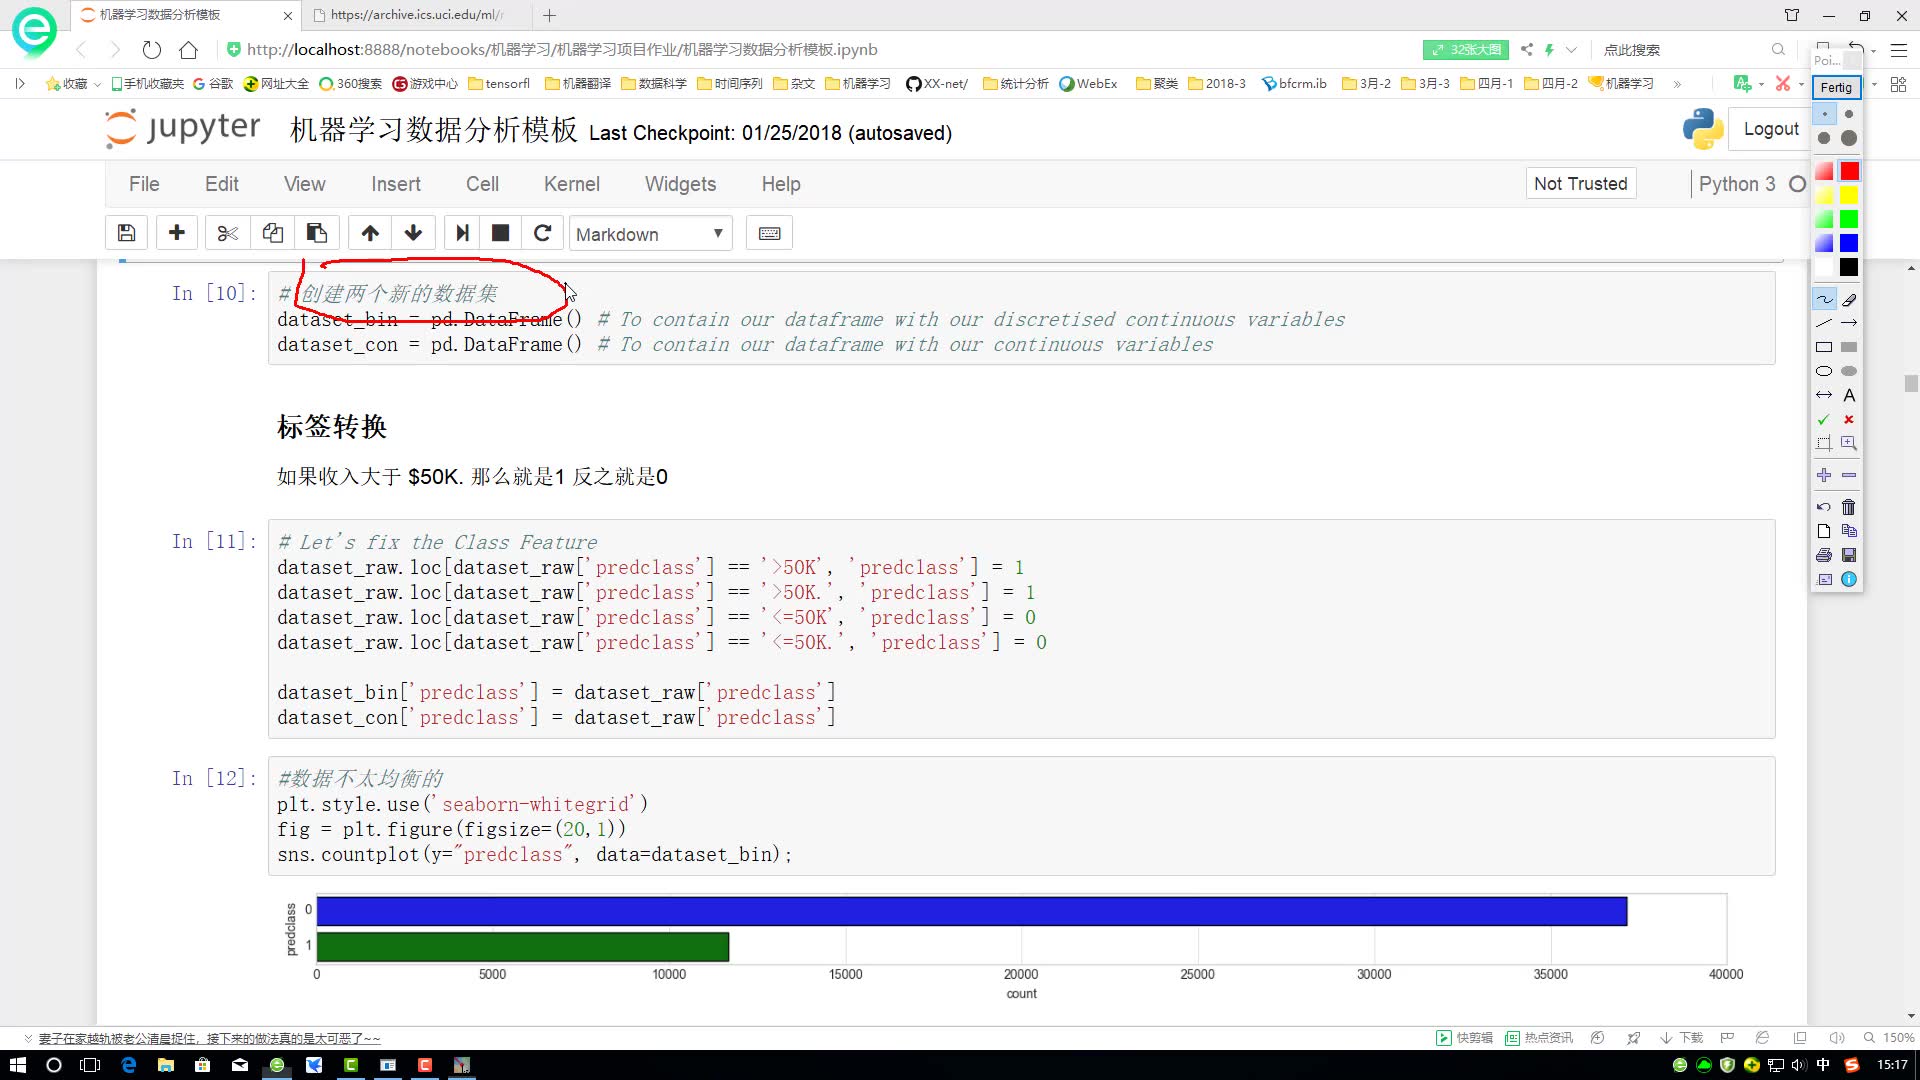 机器学习数据分析模板
https://archive.ics.uci.edu/ml/
http://localhost:8888/notebooks/机器学习/机器学习项目作业/机器学习数据分析模板.ipynb
32张大图
点此搜索
收藏 手机收藏夹 谷歌 网址大全 360搜索 游戏中心 tensorfl 机器翻译 数据科学 时间序列 杂文 机器学习 XX-net/ 统计分析 WebEx 聚类 2018-3 bfcrm.ib 3月-2 3月-3 四月-1 四月-2 机器学习
Poi...
Fertig
jupyter 机器学习数据分析模板 Last Checkpoint: 01/25/2018 (autosaved)
Logout
File Edit View Insert Cell Kernel Widgets Help
Not Trusted
Python 3
Markdown
In [10]:
# 创建两个新的数据集
dataset_bin = pd.DataFrame() # To contain our dataframe with our discretised continuous variables
dataset_con = pd.DataFrame() # To contain our dataframe with our continuous variables
标签转换
如果收入大于 $50K. 那么就是1 反之就是0
In [11]:
# Let's fix the Class Feature
dataset_raw.loc[dataset_raw['predclass'] == '>50K', 'predclass'] = 1
dataset_raw.loc[dataset_raw['predclass'] == '>50K.', 'predclass'] = 1
dataset_raw.loc[dataset_raw['predclass'] == '<=50K', 'predclass'] = 0
dataset_raw.loc[dataset_raw['predclass'] == '<=50K.', 'predclass'] = 0
dataset_bin['predclass'] = dataset_raw['predclass']
dataset_con['predclass'] = dataset_raw['predclass']
In [12]:
#数据不太均衡的
plt.style.use('seaborn-whitegrid')
fig = plt.figure(figsize=(20,1))
sns.countplot(y="predclass", data=dataset_bin);
predclass
0
1
0 5000 10000 15000 20000 25000 30000 35000 40000
count
妻子在家越轨被老公清晨捉住，接下来的做法真的是太可恶了~~
快剪辑 热点资讯 下载 150%
中 15:17